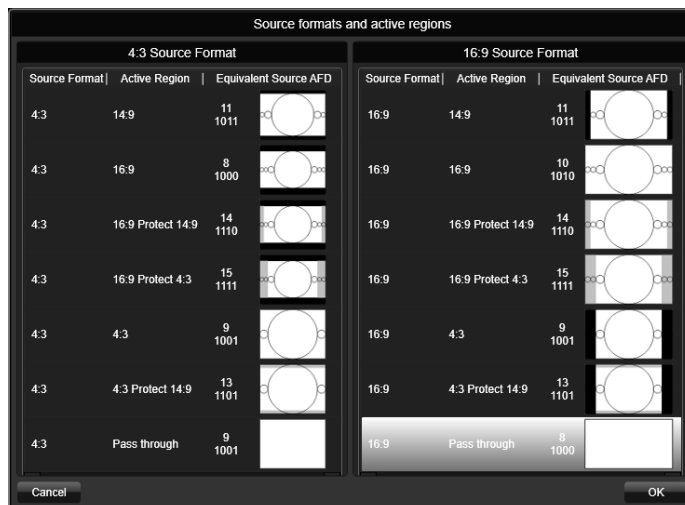 Source formats and active regions
4:3 Source Format
Source Format | Active Region | Equivalent Source AFD
4:3 14:9 11 1011
4:3 16:9 8 1000
4:3 16:9 Protect 14:9 14 1110
4:3 16:9 Protect 4:3 15 1111
4:3 4:3 9 1001
4:3 4:3 Protect 14:9 13 1101
4:3 Pass through 9 1001
16:9 Source Format
Source Format | Active Region | Equivalent Source AFD |
16:9 14:9 11 1011
16:9 16:9 10 1010
16:9 16:9 Protect 14:9 14 1110
16:9 16:9 Protect 4:3 15 1111
16:9 4:3 9 1001
16:9 4:3 Protect 14:9 13 1101
16:9 Pass through 8 1000
Cancel
OK